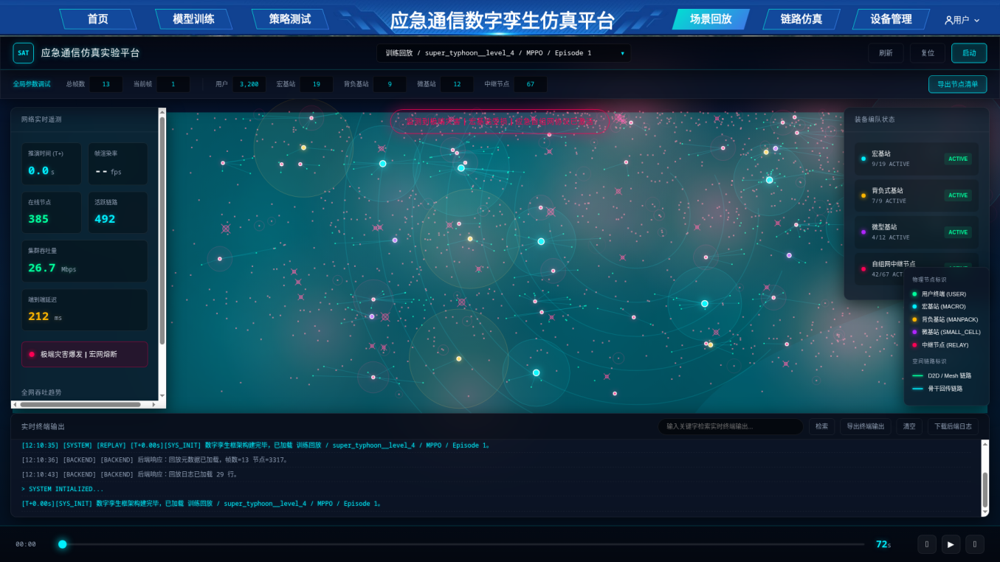 首页
模型训练
策略测试
应急通信数字孪生仿真平台
场景回放
链路仿真
设备管理
用户
SAT
应急通信仿真实验平台
训练回放 / super_typhoon__level_4 / MPPO / Episode 1
刷新
复位
启动
全局参数调试
总帧数
13
当前帧
1
用户
3,200
宏基站
19
背负基站
9
微基站
12
中继节点
67
导出节点清单
网络实时遥测
推演时间 (T+)
0.0 s
帧渲染率
-- fps
在线节点
385
活跃链路
492
集群吞吐量
26.7 Mbps
端到端延迟
212 ms
极端灾害爆发 | 宏网熔断
全网吞吐趋势
装备编队状态
宏基站
9/19 ACTIVE
ACTIVE
背负式基站
7/9 ACTIVE
ACTIVE
微型基站
4/12 ACTIVE
ACTIVE
自组网中继节点
42/67 ACT
物理节点标识
用户终端 (USER)
宏基站 (MACRO)
背负基站 (MANPACK)
微基站 (SMALL_CELL)
中继节点 (RELAY)
空间链路标识
D2D / Mesh 链路
骨干回传链路
实时终端输出
输入关键字检索实时终端输出...
检索
导出终端输出
清空
下载后端日志
[12:10:35] [SYSTEM] [REPLAY] [T+0.00s][SYS_INIT] 数字孪生框架构建完毕，已加载 训练回放 / super_typhoon__level_4 / MPPO / Episode 1。
[12:10:36] [BACKEND] [BACKEND] 后端响应：回放元数据已加载，帧数=13 节点=3317。
[12:10:43] [BACKEND] [BACKEND] 后端响应：回放日志已加载 29 行。
> SYSTEM INTIALIZED...
[T+0.00s][SYS_INIT] 数字孪生框架构建完毕，已加载 训练回放 / super_typhoon__level_4 / MPPO / Episode 1。
00:00
72s